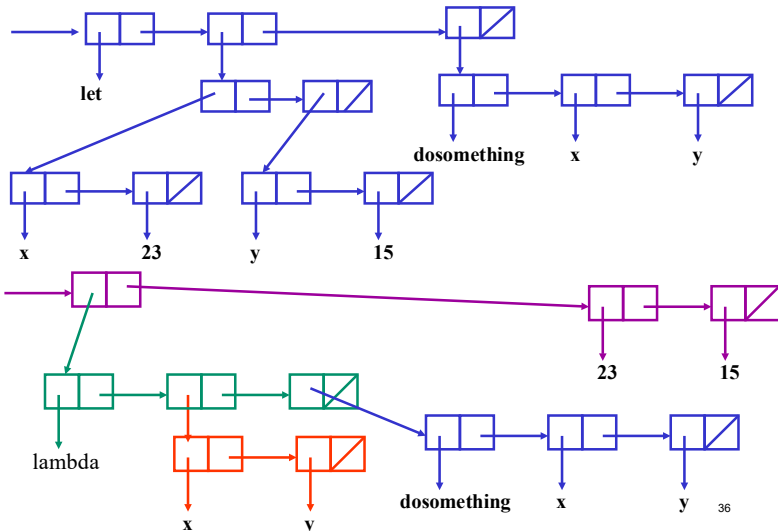 let
dosomething x y
x 23 y 15
23 15
lambda
dosomething x y
x y
36